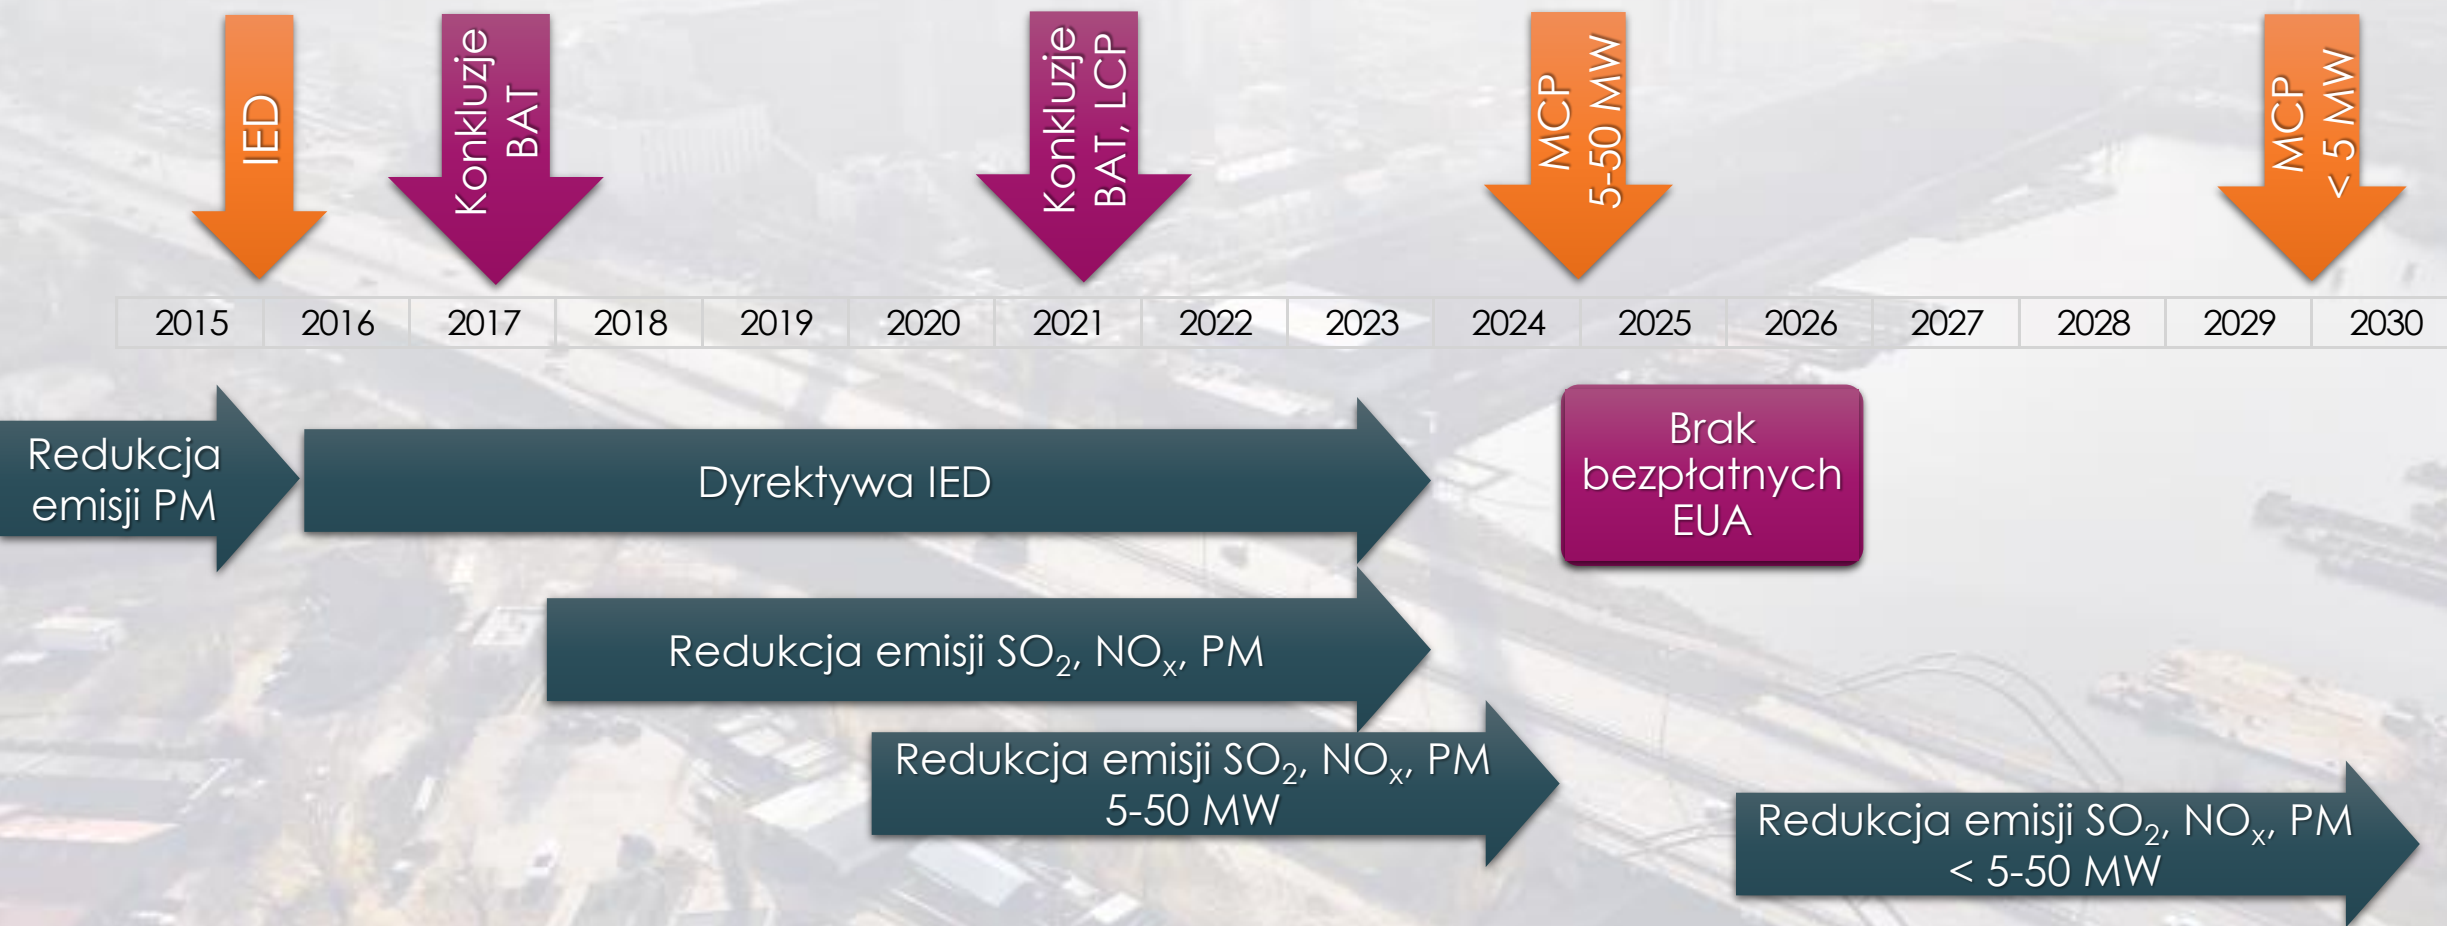 IED
Konkluzje
BAT
Konkluzje
BAT, LCP
MCP
5-50 MW
MCP
< 5 MW
2015 2016 2017 2018 2019 2020 2021 2022 2023 2024 2025 2026 2027 2028 2029 2030
Redukcja
emisji PM
Dyrektywa IED
Brak
bezpłatnych
EUA
Redukcja emisji SO₂, NOₓ, PM
Redukcja emisji SO₂, NOₓ, PM
5-50 MW
Redukcja emisji SO₂, NOₓ, PM
< 5-50 MW